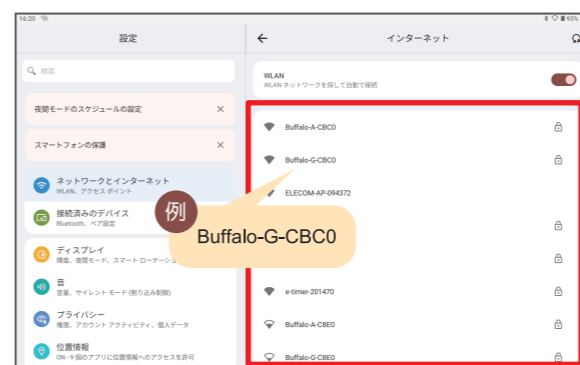 16:20
93%
設定
インターネット
検索
WLAN
WLAN ネットワークを探して自動で接続
夜間モードのスケジュールの設定
スマートフォンの保護
ネットワークとインターネット
WLAN、アクセス ポイント
接続済みのデバイス
Bluetooth、ペア設定
ディスプレイ
輝度、夜間モード、スマート ローテーショ
音
音量、サイレント モード (割り込み制限)
プライバシー
権限、アカウント アクティビティ、個人データ
位置情報
ON - 9 個のアプリに位置情報へのアクセスを許可
Buffalo-A-CBC0
Buffalo-G-CBC0
ELECOM-AP-094372
例
Buffalo-G-CBC0
e-timer-201470
Buffalo-A-C8E0
Buffalo-G-C8E0